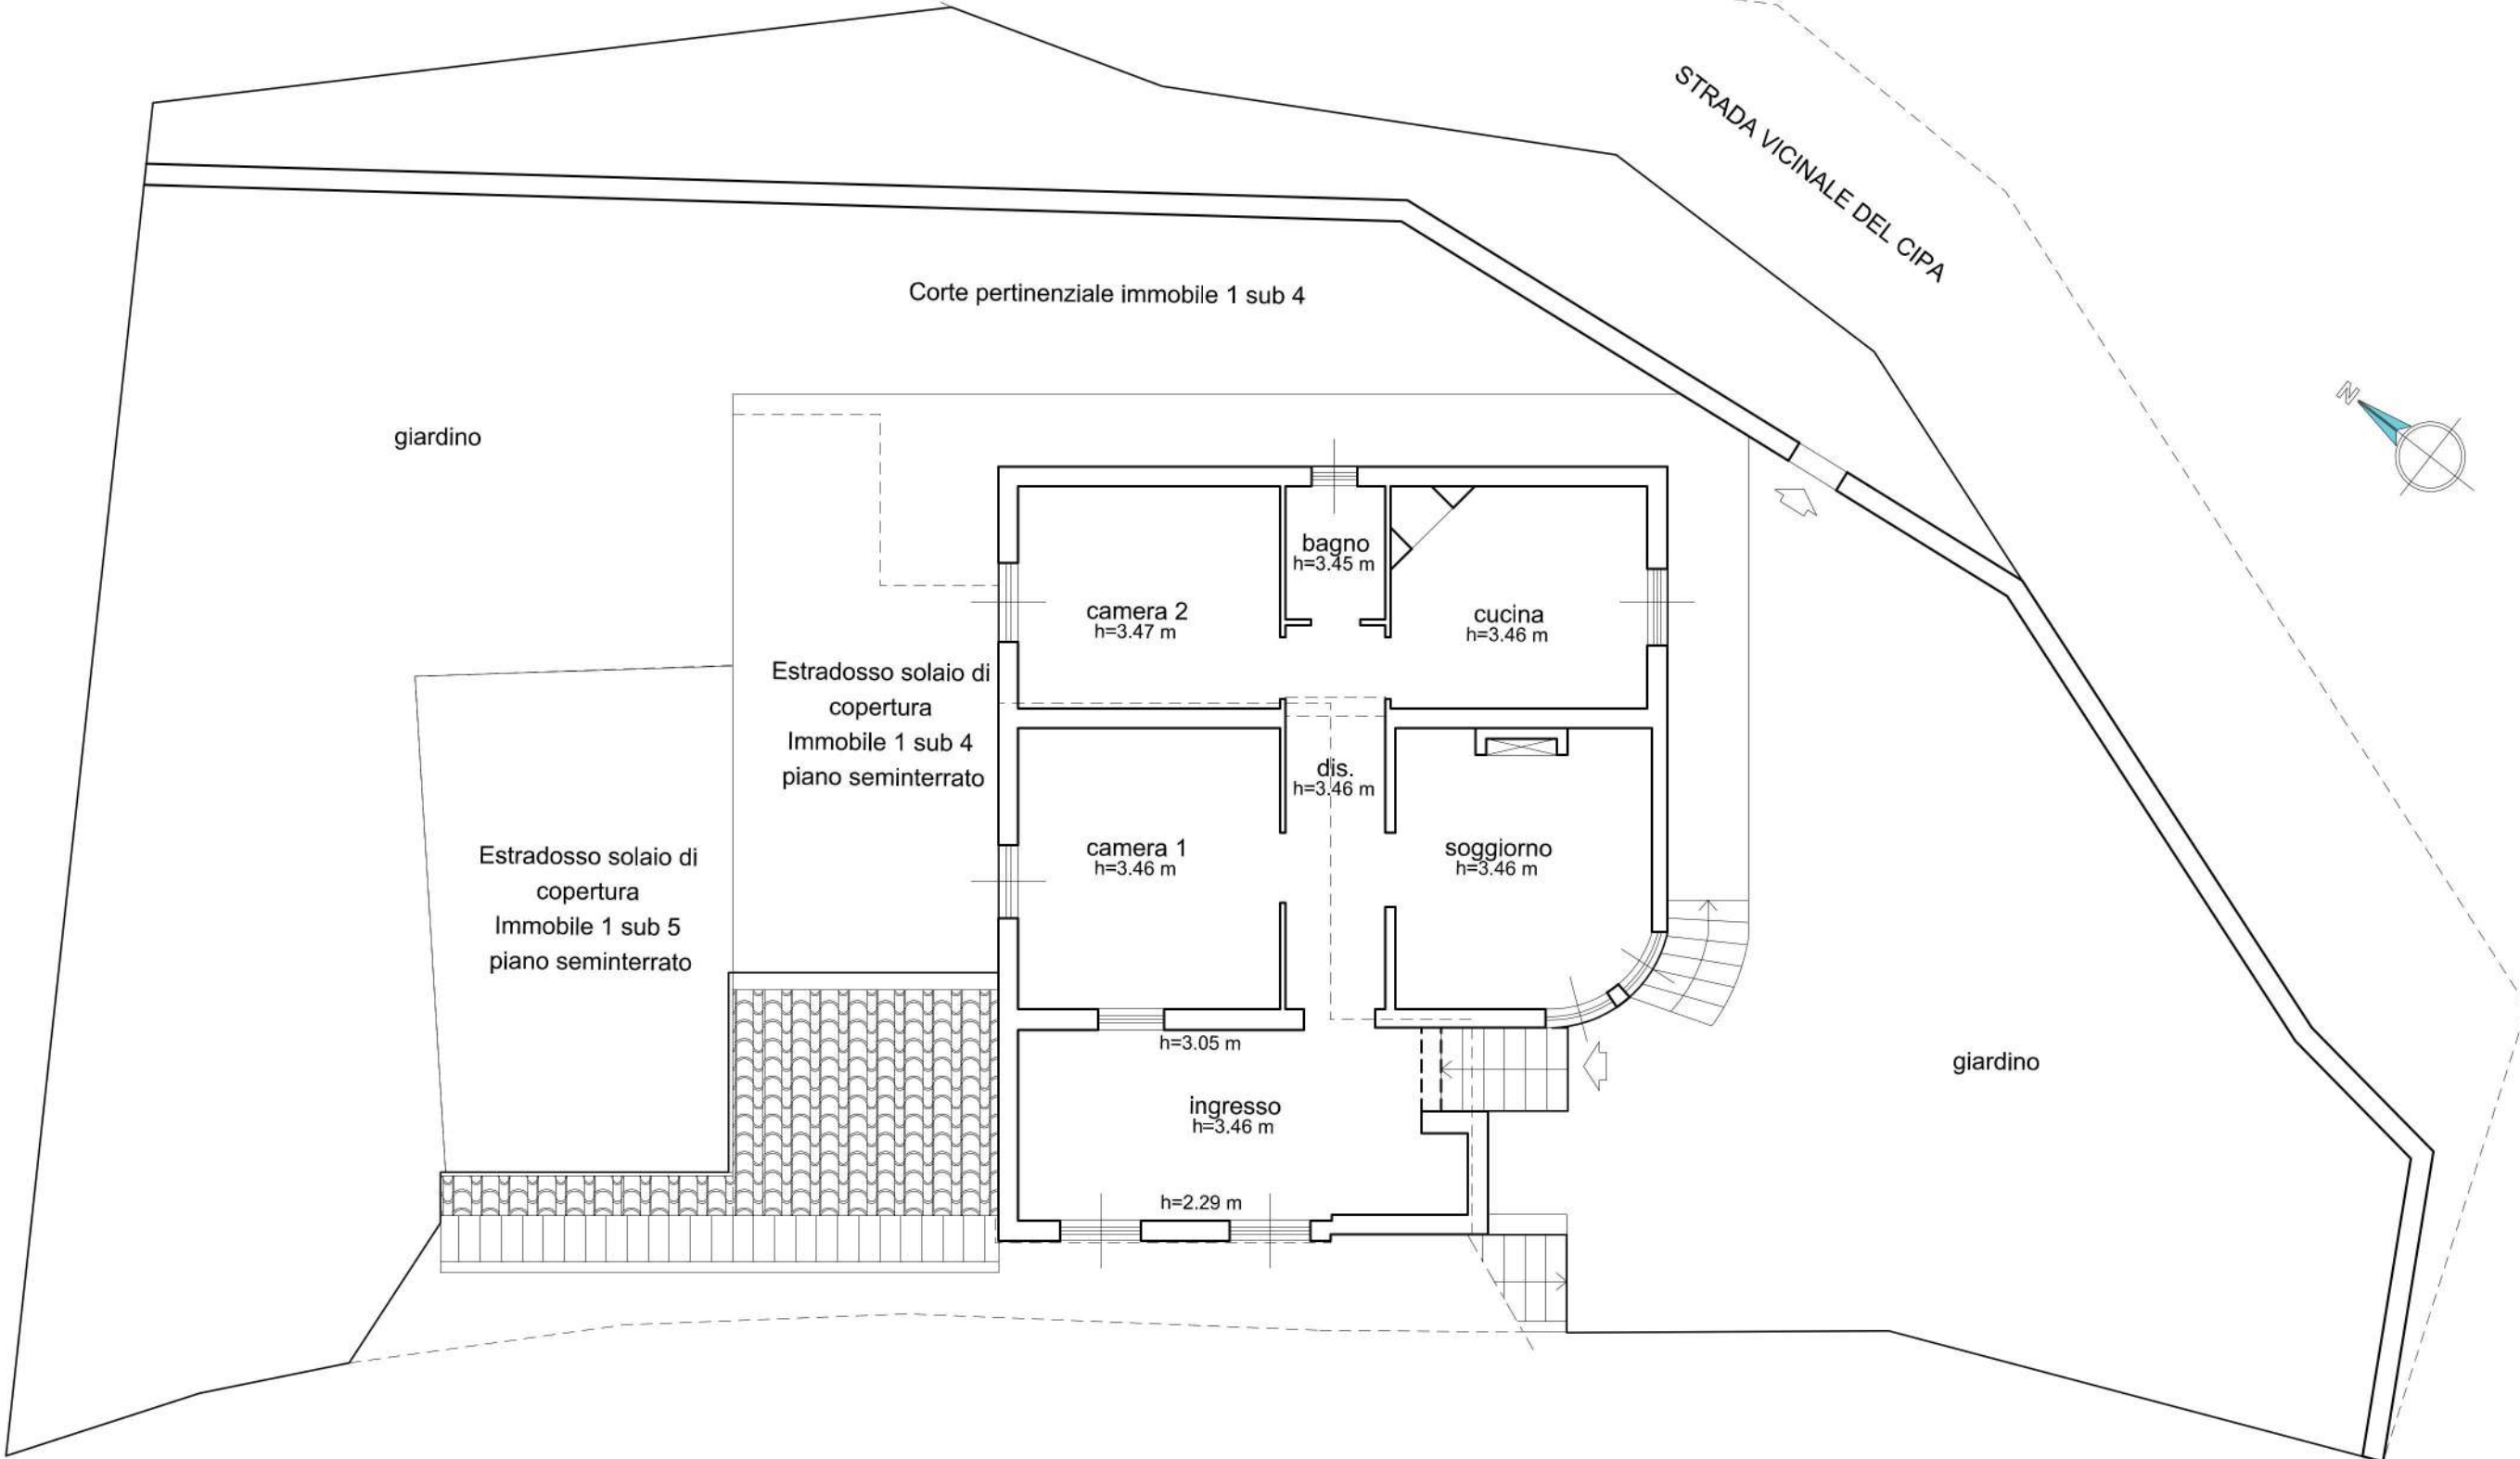 STRADA VICINALE DEL CIPA
Corte pertinenziale immobile 1 sub 4
N
giardino
bagno
h=3.45 m
camera 2
h=3.47 m
cucina
h=3.46 m
Estradosso solaio di
copertura
Immobile 1 sub 4
piano seminterrato
dis.
h=3.46 m
camera 1
h=3.46 m
soggiorno
h=3.46 m
Estradosso solaio di
copertura
Immobile 1 sub 5
piano seminterrato
h=3.05 m
giardino
ingresso
h=3.46 m
h=2.29 m